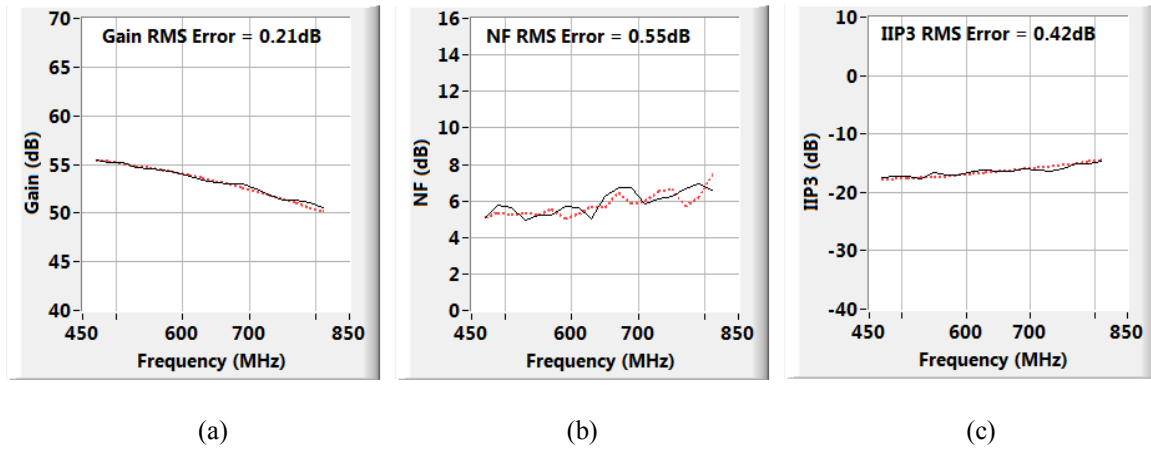 Gain RMS Error = 0.21dB
70
65
60
55
50
45
40
Gain (dB)
450
600
700
850
Frequency (MHz)
(a)
NF RMS Error = 0.55dB
16
14
12
10
8
6
4
2
0
NF (dB)
450
600
700
850
Frequency (MHz)
(b)
IIP3 RMS Error = 0.42dB
10
0
-10
-20
-30
-40
IIP3 (dB)
450
600
700
850
Frequency (MHz)
(c)